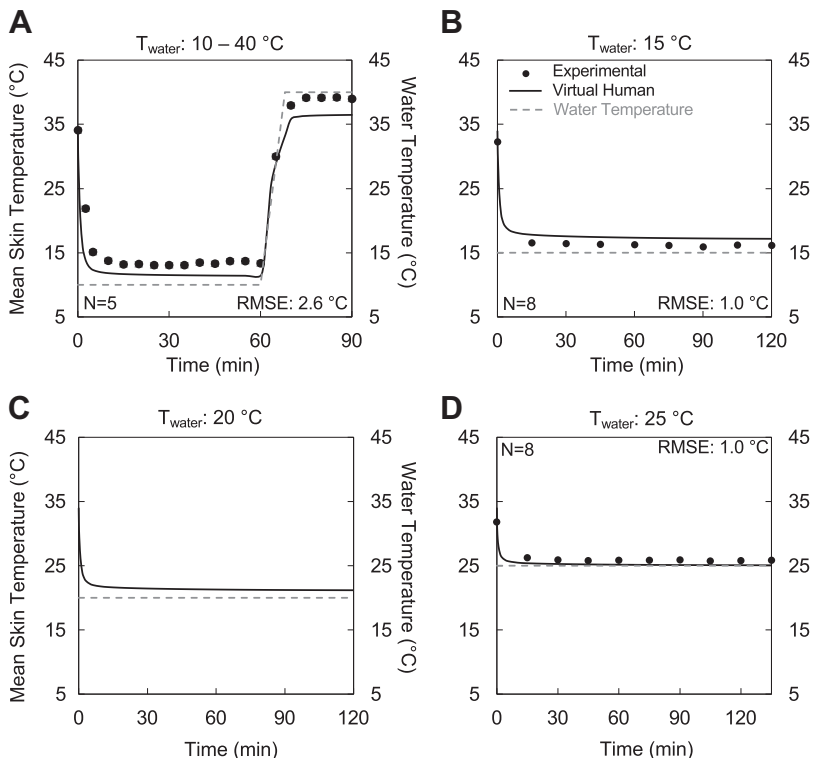 A
T_water: 10 – 40 °C
Mean Skin Temperature (°C)
45
35
25
15
5
N=5
RMSE: 2.6 °C
0
30
60
90
Time (min)
45
35
25
15
5
Water Temperature (°C)
B
T_water: 15 °C
45
35
25
15
5
Experimental
Virtual Human
Water Temperature
N=8
RMSE: 1.0 °C
0
30
60
90
120
Time (min)
45
35
25
15
5
C
T_water: 20 °C
Mean Skin Temperature (°C)
45
35
25
15
5
0
30
60
90
120
Time (min)
45
35
25
15
5
Water Temperature (°C)
D
T_water: 25 °C
45
35
25
15
5
N=8
RMSE: 1.0 °C
0
30
60
90
120
Time (min)
45
35
25
15
5